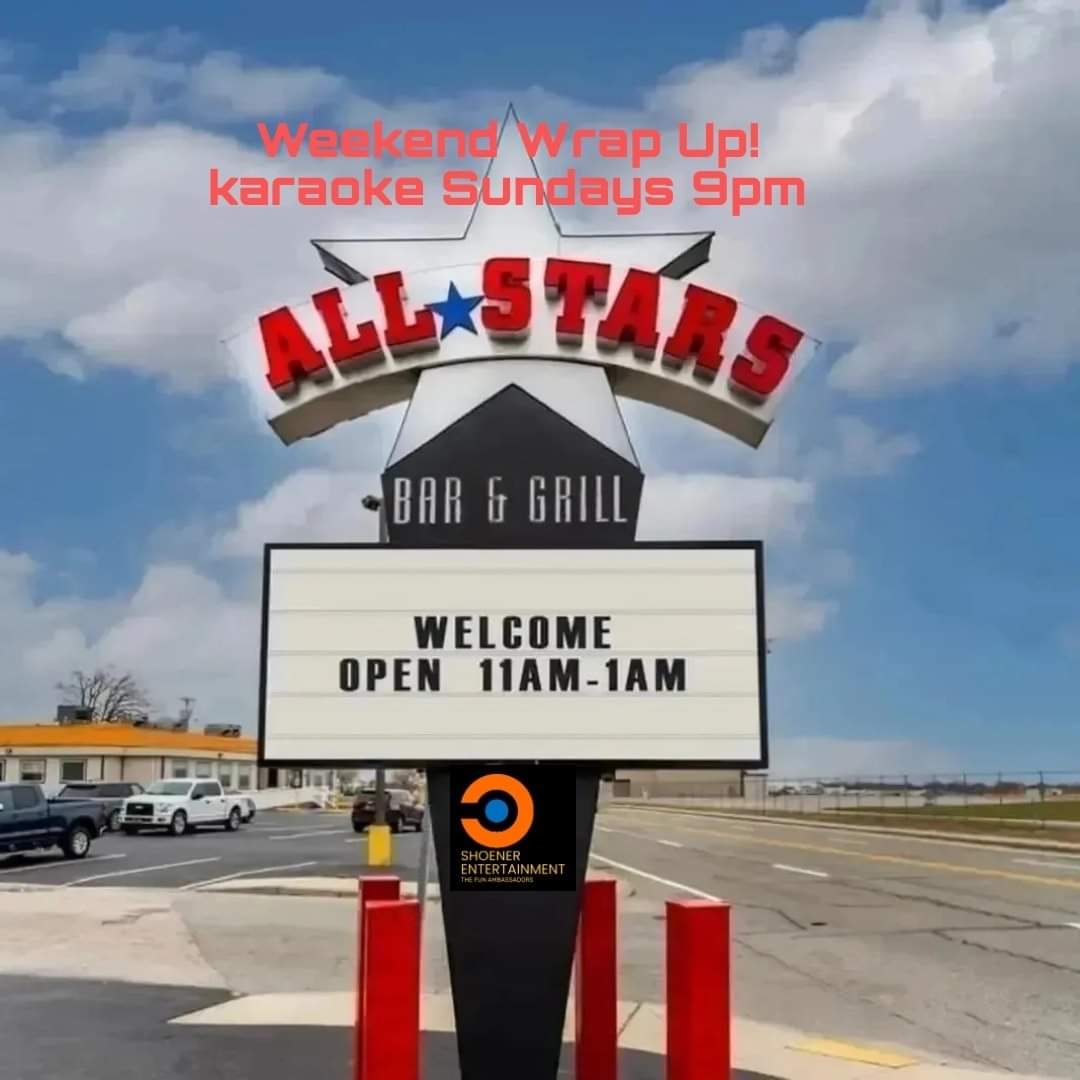 Weekend Wrap Up!
karaoke Sundays 9pm
ALL★STARS
BAR & GRILL
WELCOME
OPEN 11AM-1AM
SHOENER
ENTERTAINMENT
THE FUN AMBASSADORS